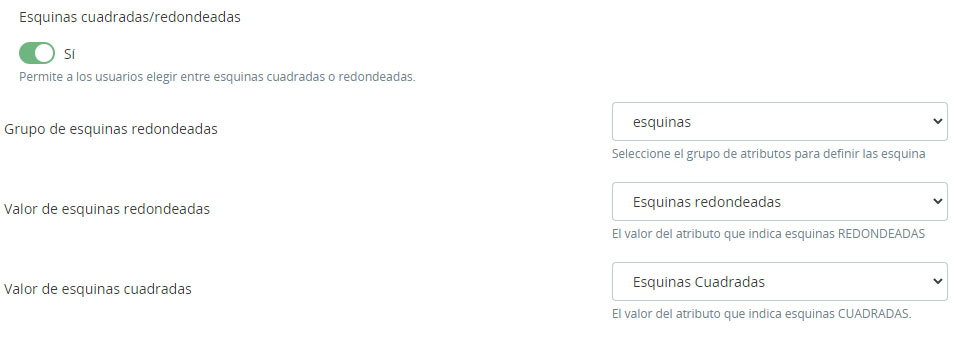 Esquinas cuadradas/redondeadas
Sí
Permite a los usuarios elegir entre esquinas cuadradas o redondeadas.
Grupo de esquinas redondeadas
esquinas
Seleccione el grupo de atributos para definir las esquina
Valor de esquinas redondeadas
Esquinas redondeadas
El valor del atributo que indica esquinas REDONDEADAS
Valor de esquinas cuadradas
Esquinas Cuadradas
El valor del atributo que indica esquinas CUADRADAS.